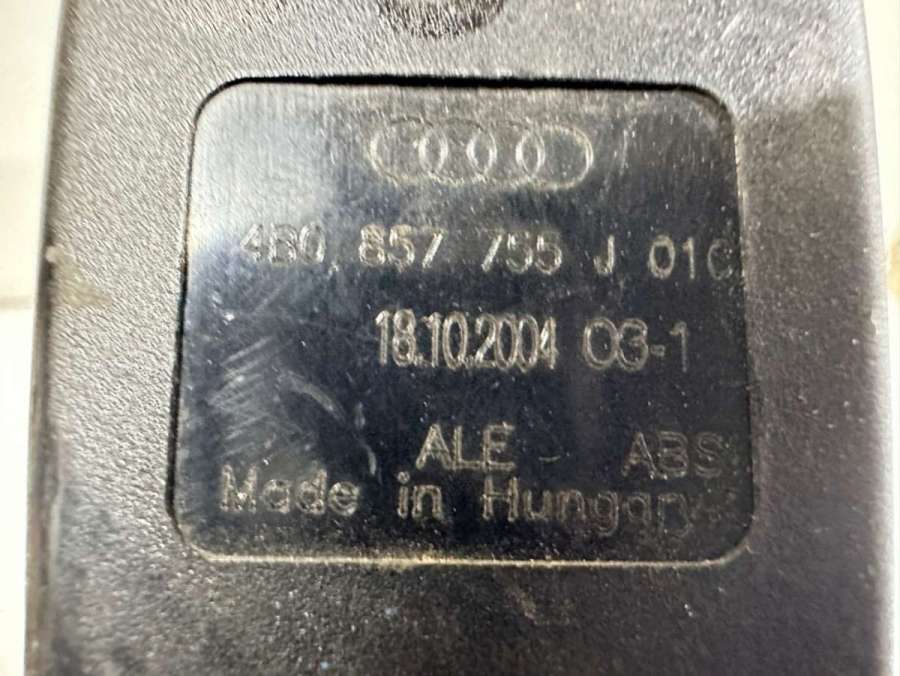 4B0 857 755 J 01C
18.10.2004 03-1
ALE ABS
Made in Hungary